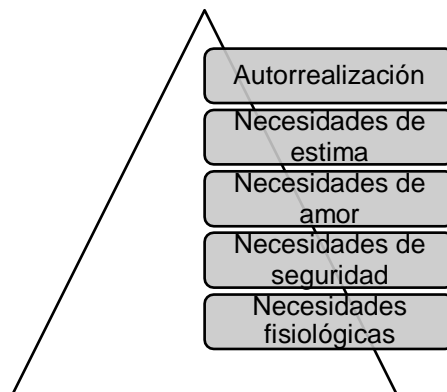 Autorrealización
Necesidades de
estima
Necesidades de
amor
Necesidades de
seguridad
Necesidades
fisiológicas